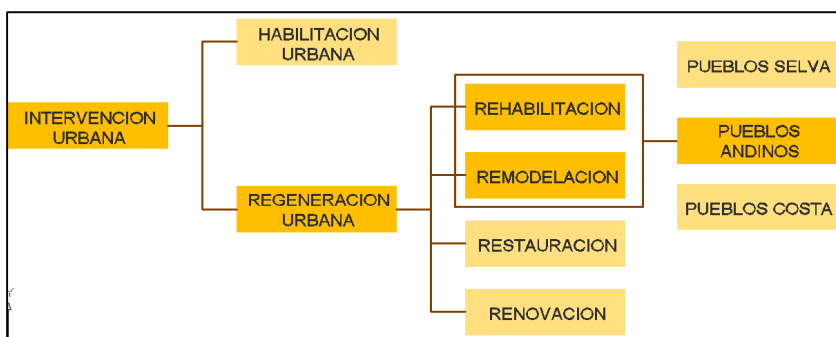 HABILITACION
URBANA
PUEBLOS SELVA
INTERVENCION
URBANA
REHABILITACION
PUEBLOS
ANDINOS
REMODELACION
REGENERACION
URBANA
PUEBLOS COSTA
RESTAURACION
RENOVACION